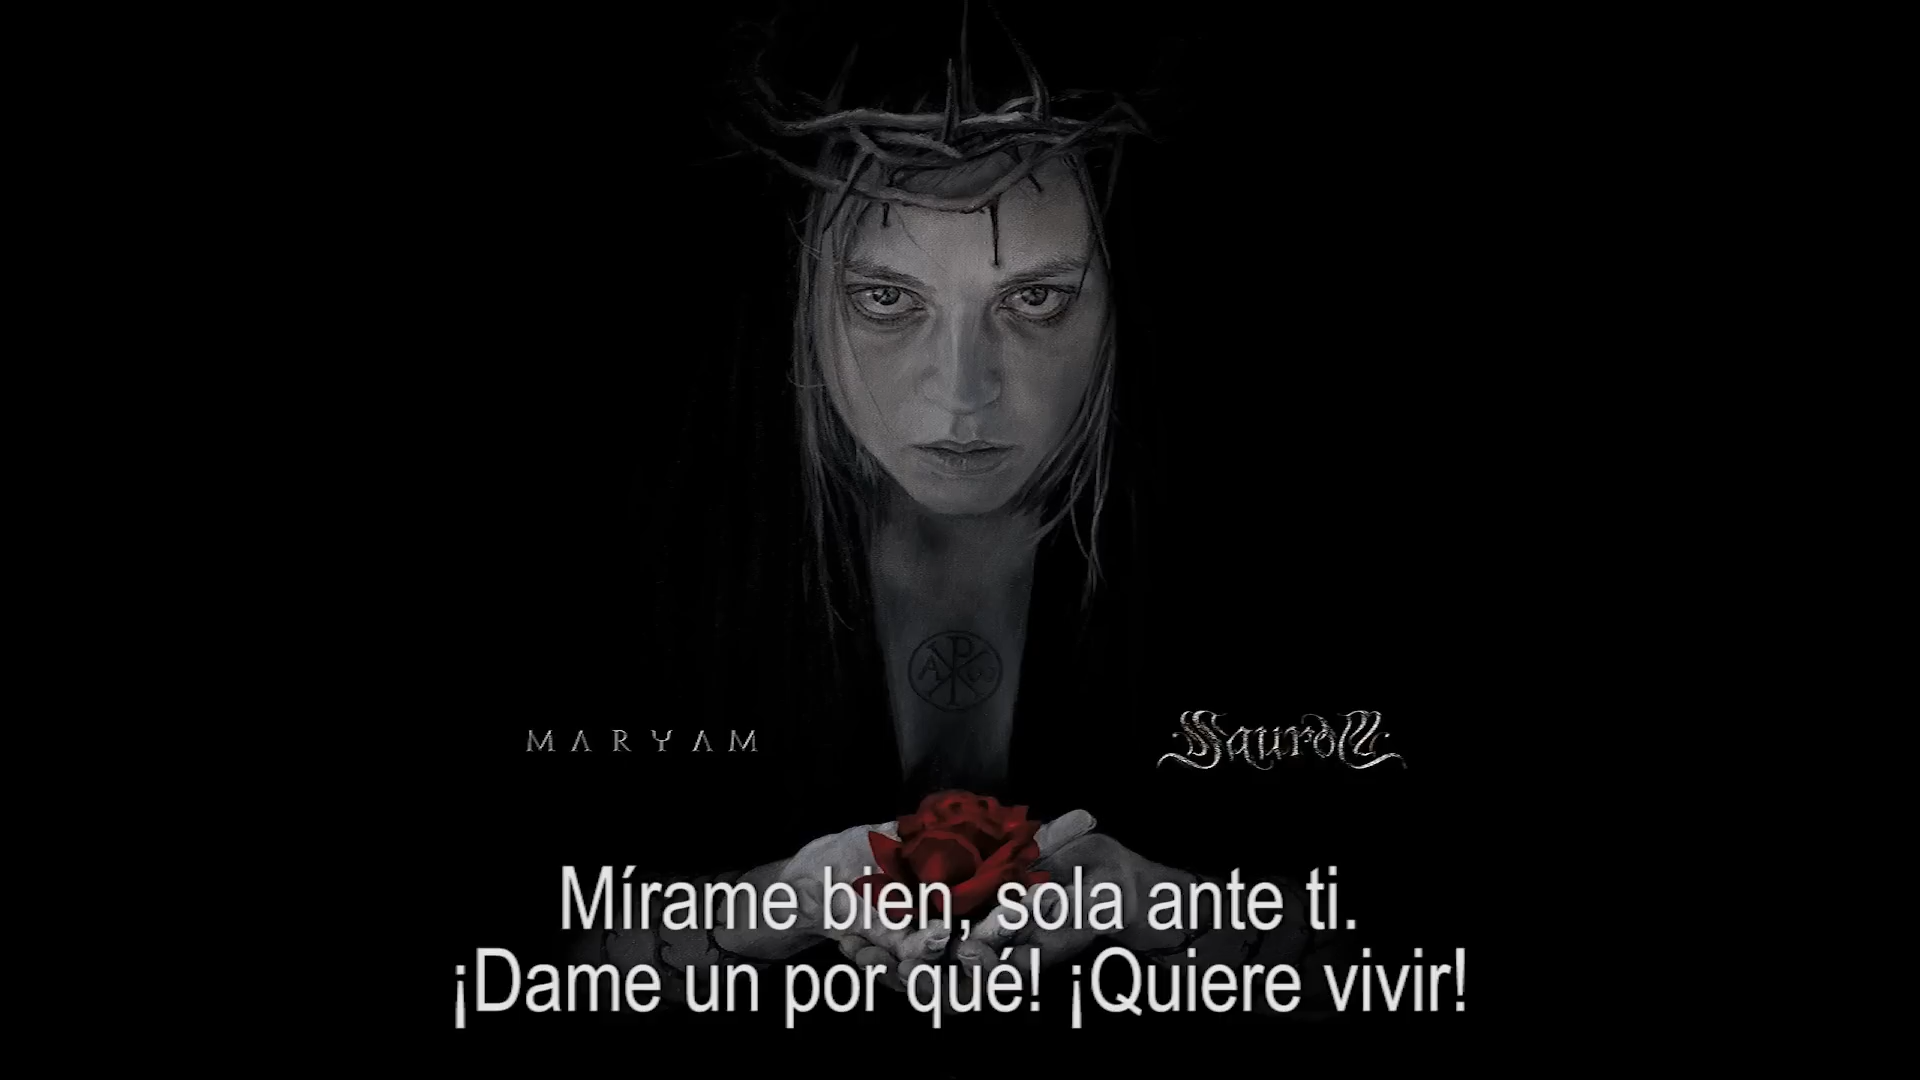 A P ω
MARYAM
Saurom
Mírame bien, sola ante ti.
¡Dame un por qué! ¡Quiere vivir!